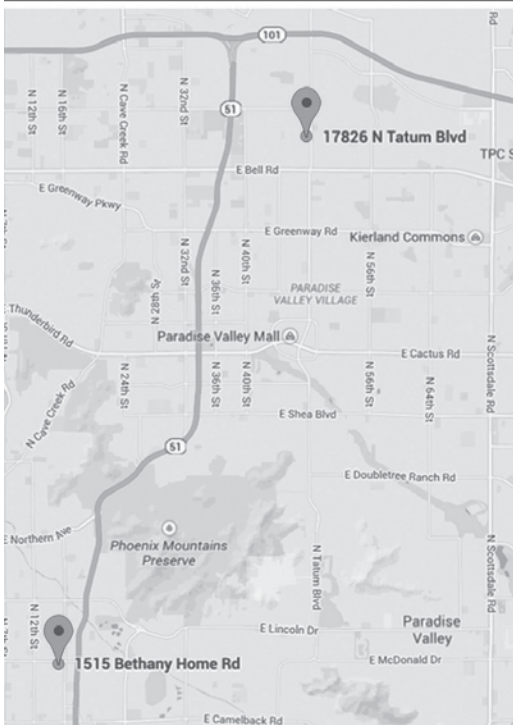 Rd
101
N 12th St
N 16th St
N Cave Creek Rd
N 32nd St
51
17826 N Tatum Blvd
TPC S
E Bell Rd
E Greenway Pkwy
E Greenway Rd
Kierland Commons
N 32nd St
N 40th St
N 56th St
N 36th St
N 28th St
PARADISE
VALLEY VILLAGE
Thunderbird Rd
Paradise Valley Mall
E Cactus Rd
N Scottsdale Rd
N 24th St
N 36th St
N 40th St
N 56th St
N 64th St
N Cave Creek Rd
E Shea Blvd
51
E Doubletree Ranch Rd
E Northern Ave
Phoenix Mountains
Preserve
N Tatum Blvd
N Scottsdale Rd
N 12th St
E Lincoln Dr
Paradise
Valley
1515 Bethany Home Rd
E McDonald Dr
E Camelback Rd